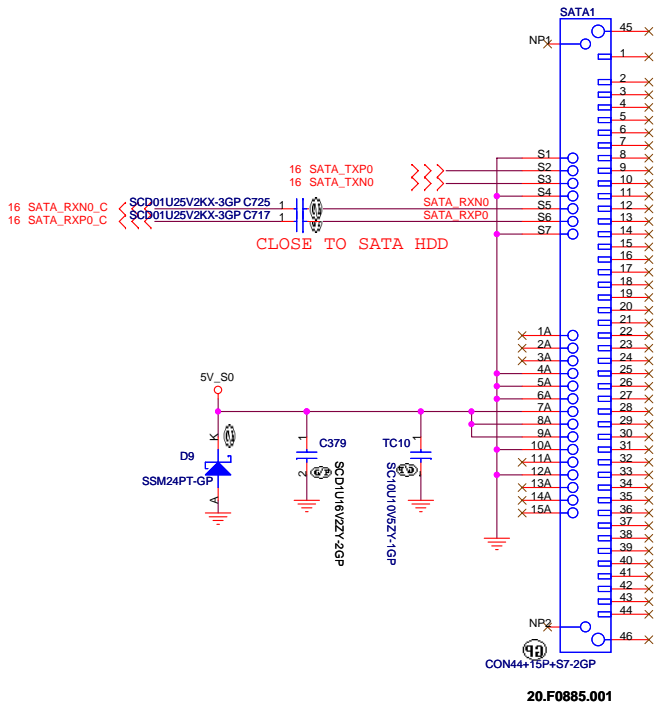 SATA1
45
NP1
1
2
3
4
5
6
7
S1 8
16 SATA_TXP0 S2 9
16 SATA_TXN0 S3 10
S4 11
16 SATA_RXN0_C SCD01U25V2KX-3GP C725 1 SATA_RXN0 S5 12
16 SATA_RXP0_C SCD01U25V2KX-3GP C717 1 SATA_RXP0 S6 13
S7 14
CLOSE TO SATA HDD
15
16
17
18
19
20
21
1A 22
2A 23
3A 24
4A 25
5V_S0
5A 26
6A 27
7A 28
8A 29
9A 30
K
1 C379
1 TC10
10A 31
D9
11A 32
SSM24PT-GP
2
12A 33
13A 34
A
14A 35
15A 36
SCD1U16V2ZY-2GP
SC10U10V5ZY-1GP
37
38
39
40
41
42
43
44
NP2
46
GP
CON44+15P+S7-2GP
20.F0885.001